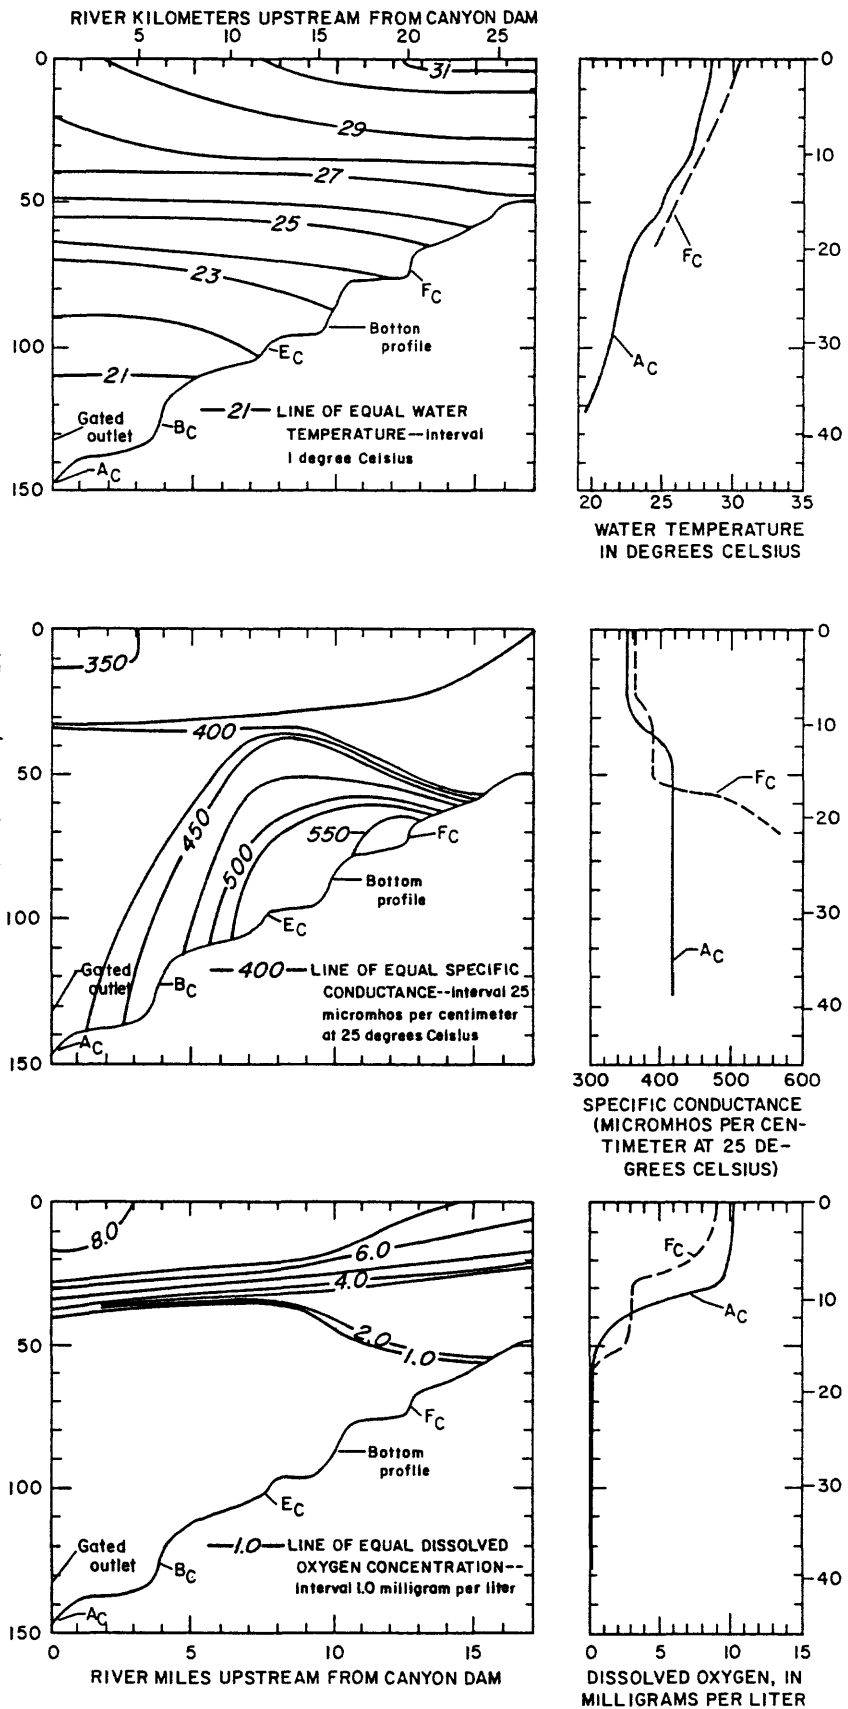 RIVER KILOMETERS UPSTREAM FROM CANYON DAM
5 10 15 20 25
0
50
100
150
31
29
27
25
23
21
FC
Botton
profile
EC
BC
AC
Gated
outlet
—21— LINE OF EQUAL WATER
TEMPERATURE--Interval
1 degree Celsius
0
10
20
30
40
FC
AC
20 25 30 35
WATER TEMPERATURE
IN DEGREES CELSIUS
0
50
100
150
350
400
450
500
550
FC
Bottom
profile
EC
BC
AC
Gated
outlet
—400— LINE OF EQUAL SPECIFIC
CONDUCTANCE--Interval 25
micromhos per centimeter
at 25 degrees Celsius
0
10
20
30
40
FC
AC
300 400 500 600
SPECIFIC CONDUCTANCE
(MICROMHOS PER CEN-
TIMETER AT 25 DE-
GREES CELSIUS)
0
50
100
150
8.0
6.0
4.0
2.0
1.0
FC
Bottom
profile
EC
BC
AC
Gated
outlet
—1.0— LINE OF EQUAL DISSOLVED
OXYGEN CONCENTRATION--
Interval 1.0 milligram per liter
0 5 10 15
RIVER MILES UPSTREAM FROM CANYON DAM
0
10
20
30
40
FC
AC
0 5 10 15
DISSOLVED OXYGEN, IN
MILLIGRAMS PER LITER